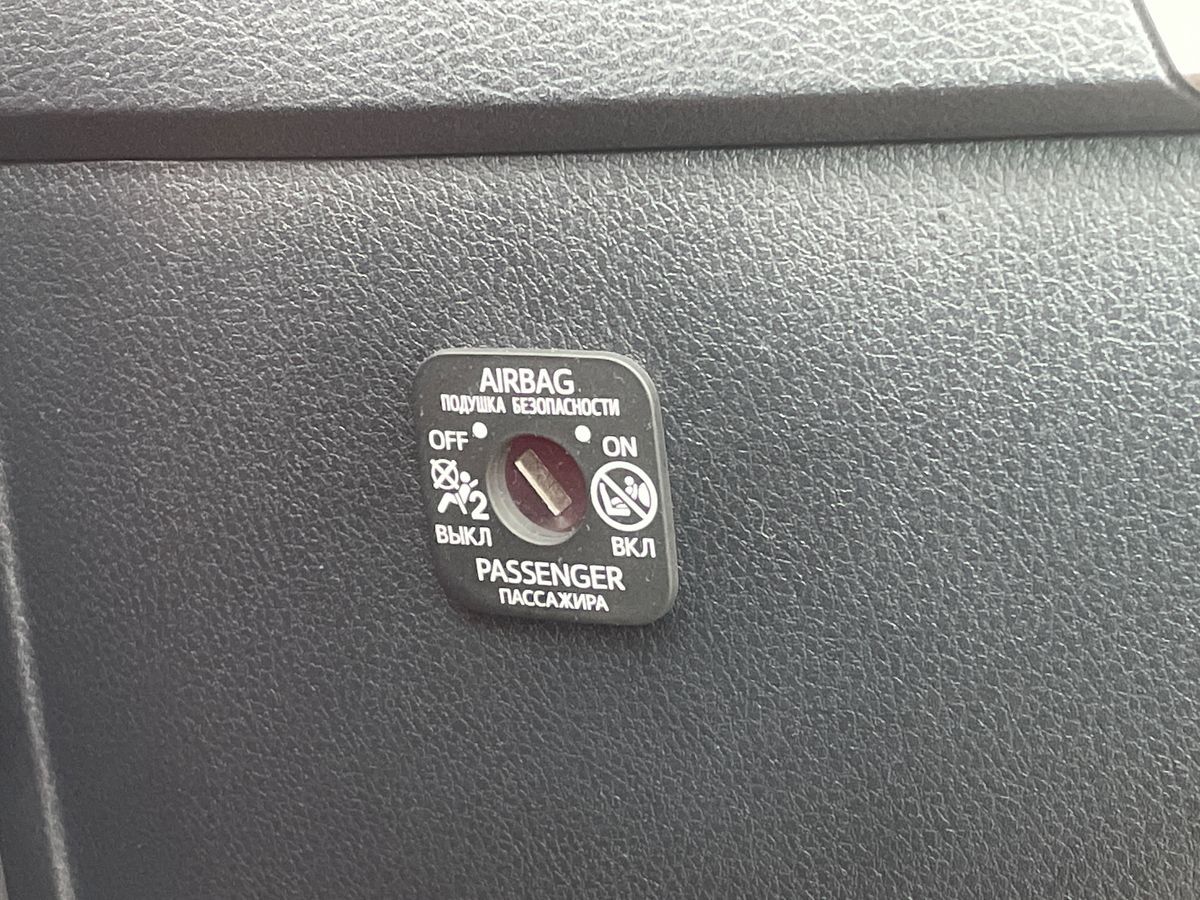 AIRBAG
ПОДУШКА БЕЗОПАСНОСТИ
OFF
ON
2
ВЫКЛ
ВКЛ
PASSENGER
ПАССАЖИРА